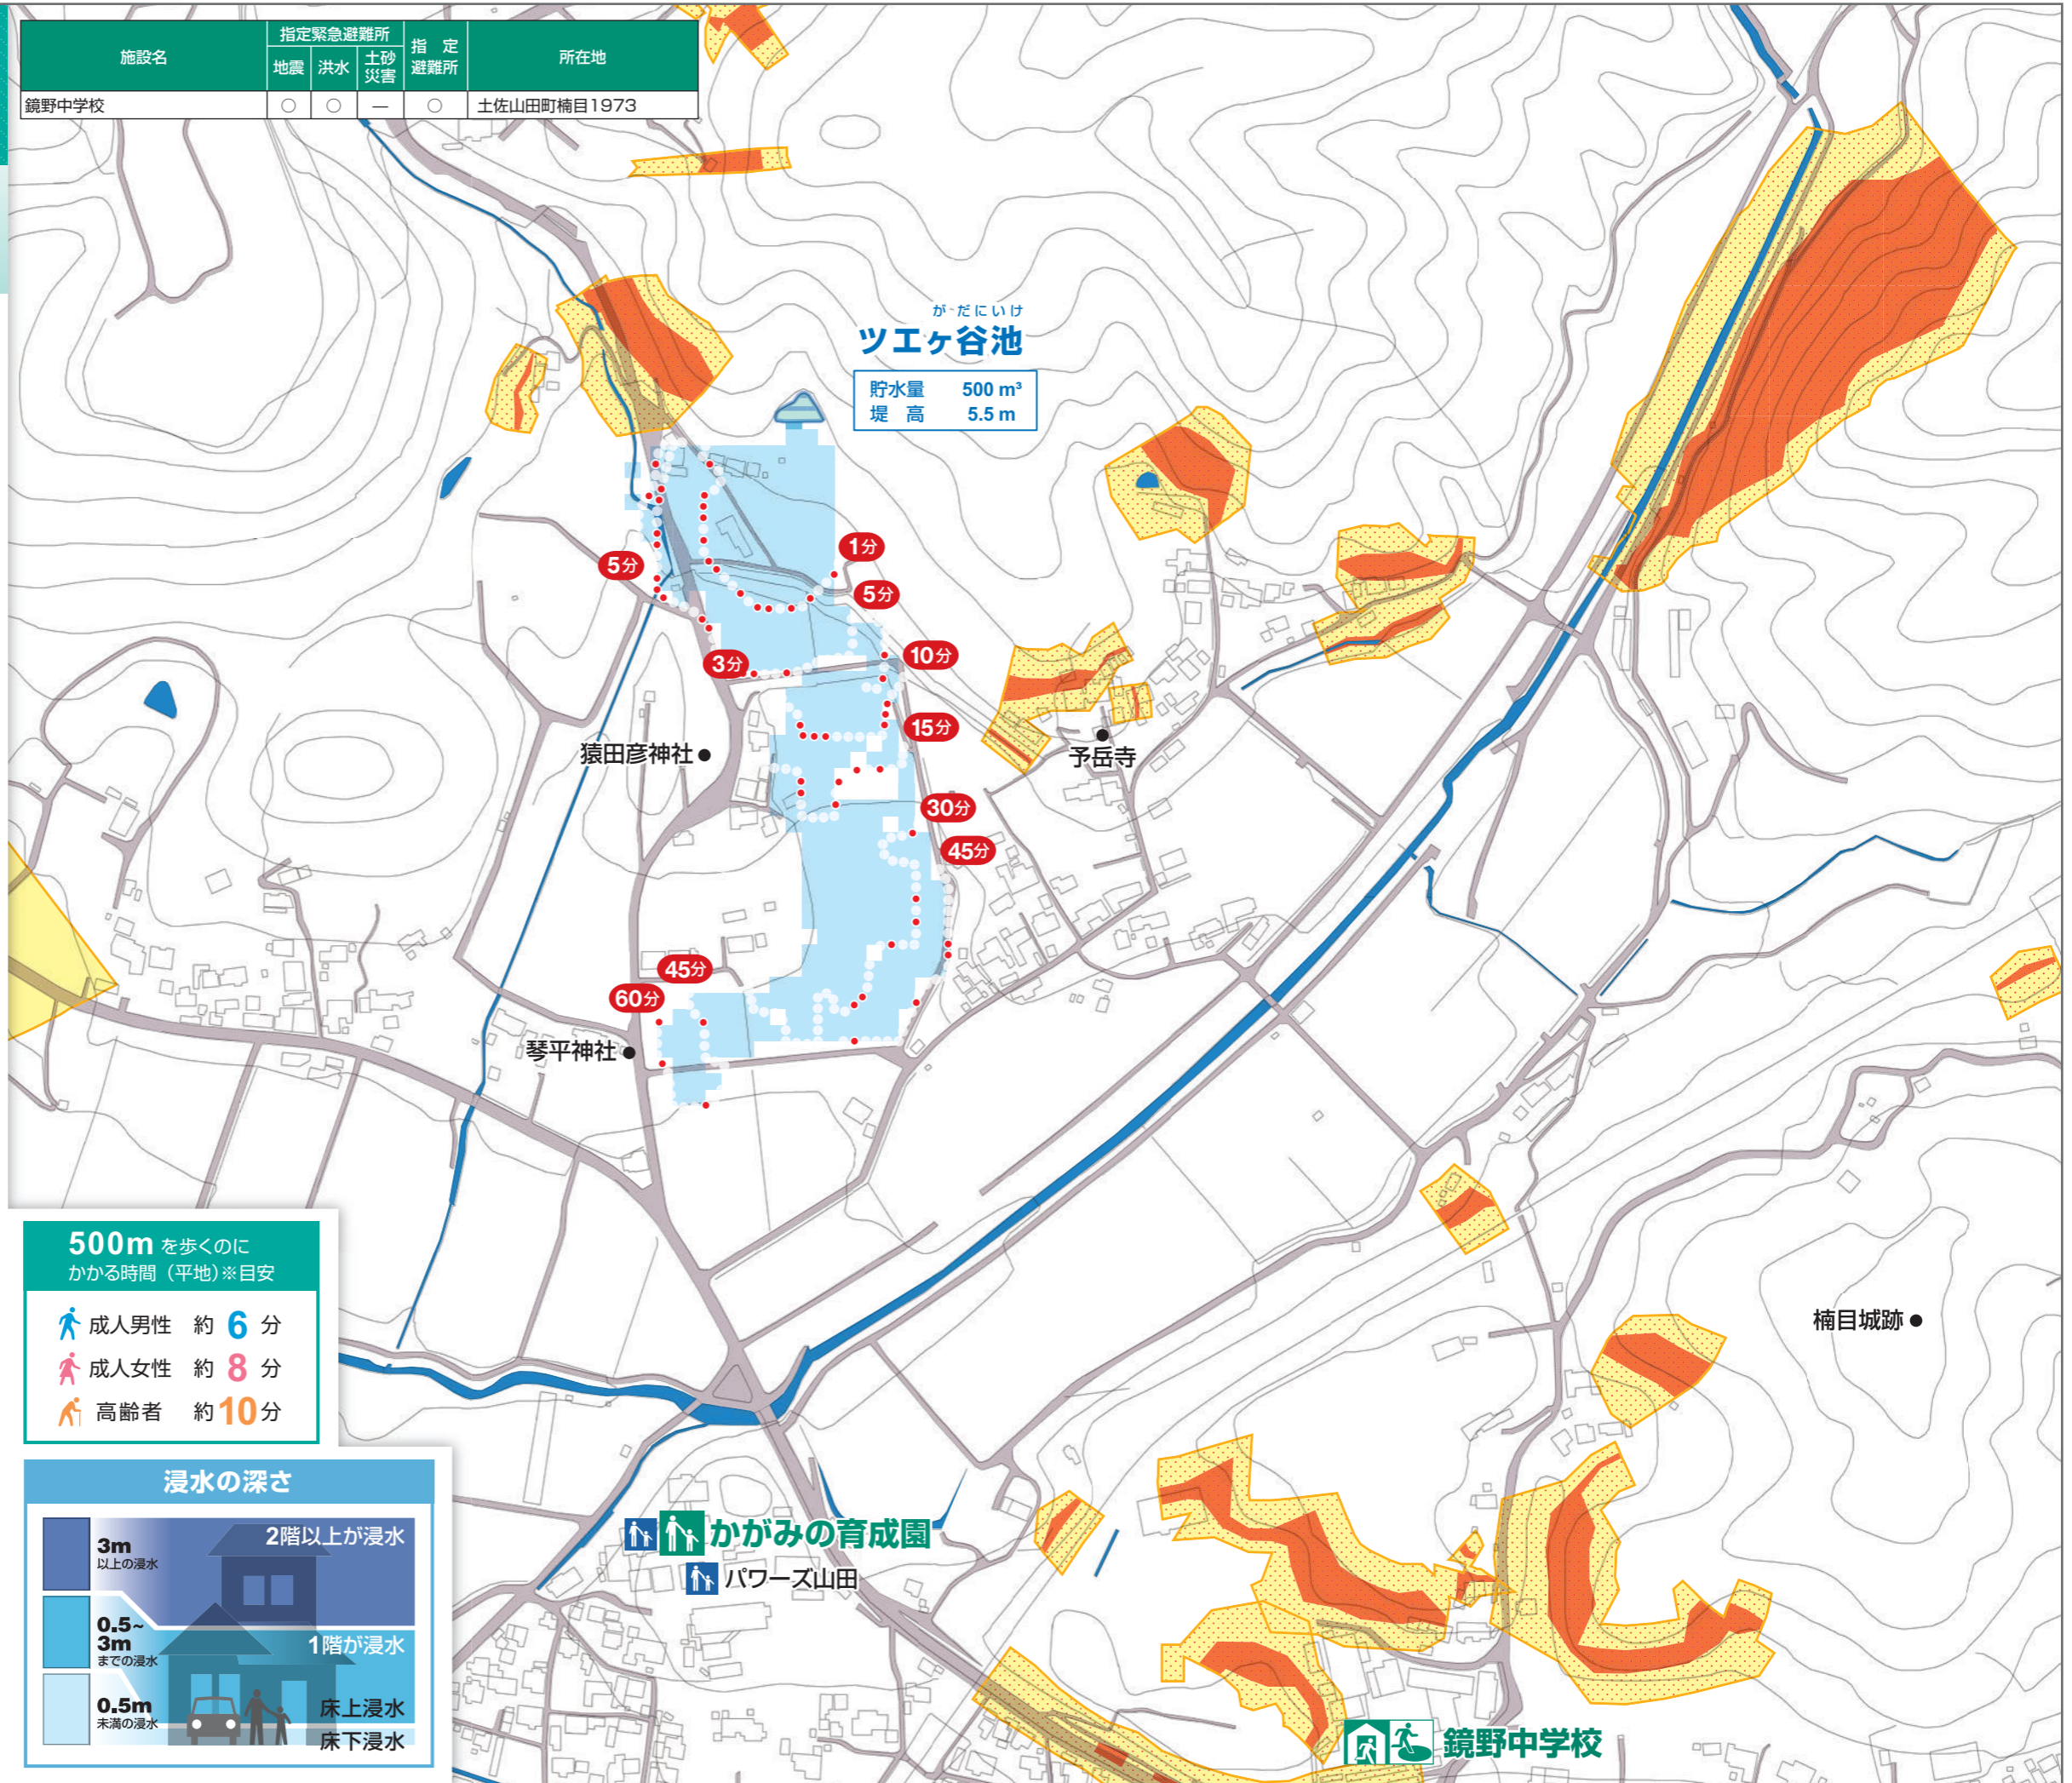 施設名
指定緊急避難所
地震
洪水
土砂
災害
指 定
避難所
所在地
鏡野中学校
○
○
―
○
土佐山田町楠目1973
が だにいけ
ツエヶ谷池
貯水量 500 m³
堤 高 5.5 m
1分
5分
5分
10分
3分
15分
猿田彦神社
予岳寺
30分
45分
45分
60分
琴平神社
500m を歩くのに
かかる時間（平地）※目安
成人男性 約 6 分
成人女性 約 8 分
高齢者 約 10 分
楠目城跡
浸水の深さ
3m
以上の浸水
2階以上が浸水
0.5~
3m
までの浸水
1階が浸水
0.5m
未満の浸水
床上浸水
床下浸水
かがみの育成園
パワーズ山田
鏡野中学校